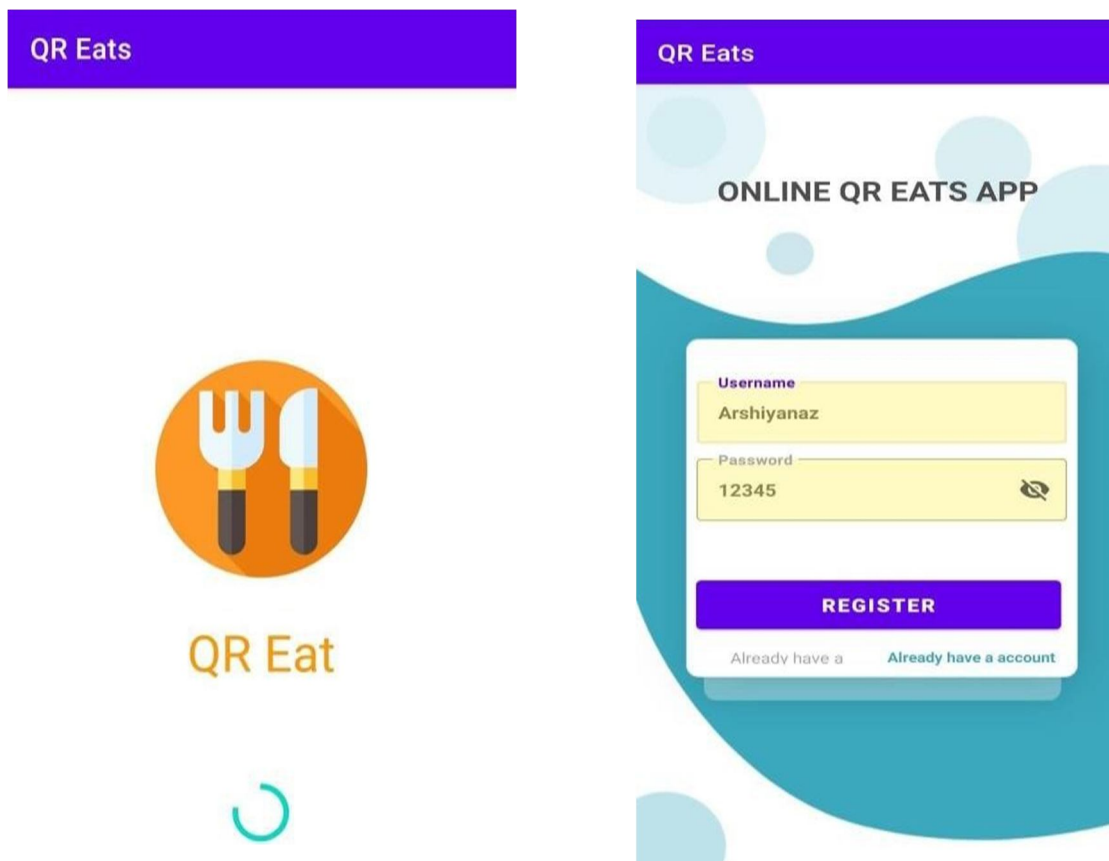 QR Eats
QR Eat
QR Eats
ONLINE QR EATS APP
Username
Arshiyanaz
Password
12345
REGISTER
Already have a Already have a account